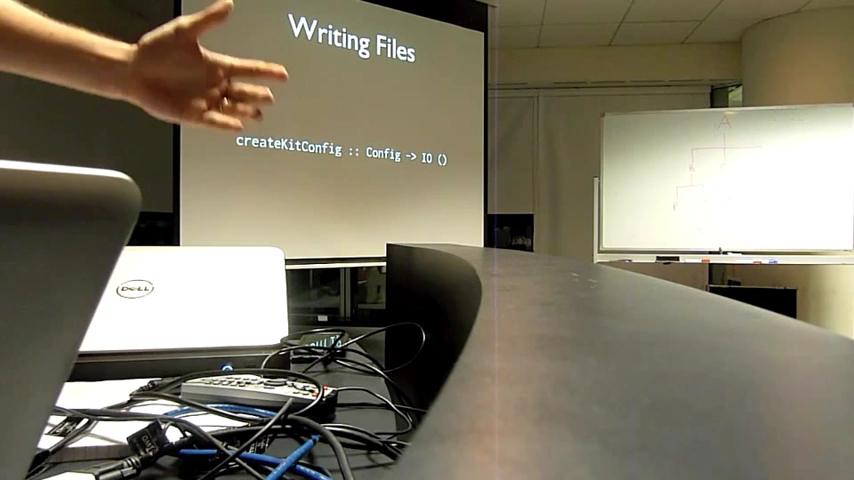 Writing Files
createKitConfig :: Config -> IO ()
A
DELL